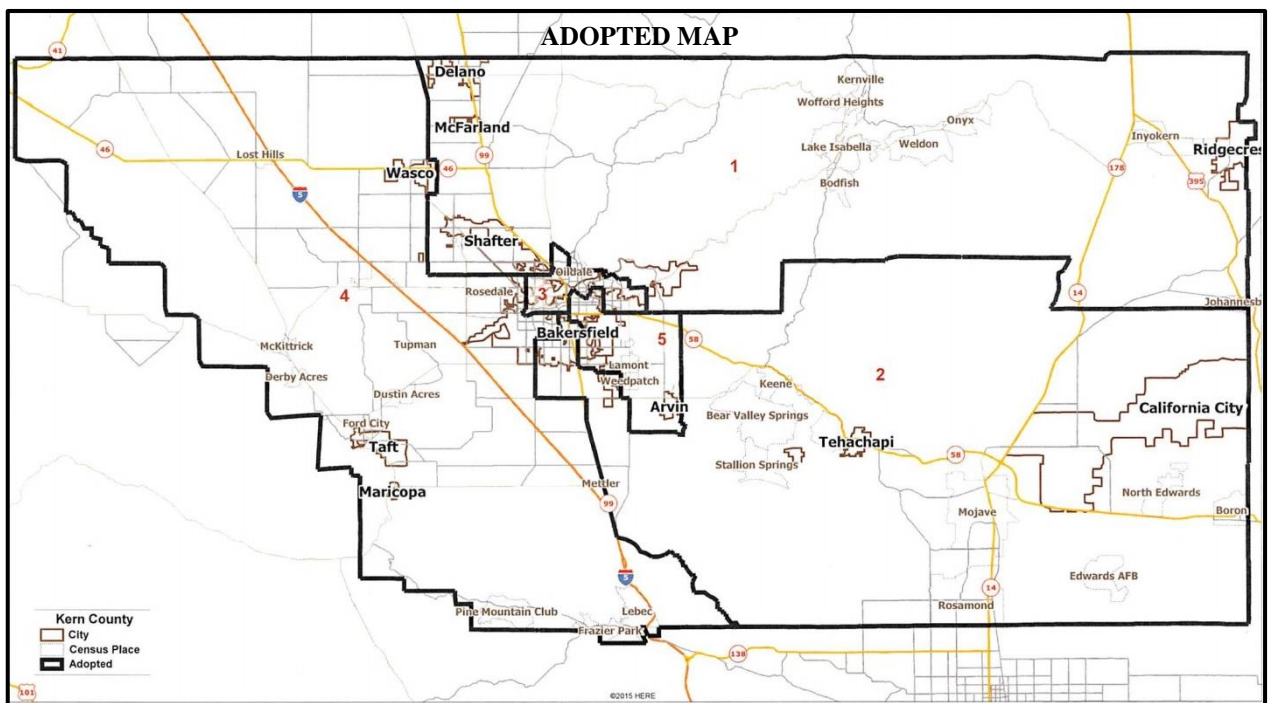 ADOPTED MAP
41
Delano
Kernville
Wofford Heights
Onyx
McFarland
Inyokern
46
99
Lost Hills
Lake Isabella
Weldon
Ridgecres
Wasco
46
1
178
395
Bodfish
5
Shafter
Oildale
Rosedale
3
14
4
Johannesb
Bakersfield
5
58
McKittrick
Tupman
Lamont
2
Derby Acres
Weedpatch
Keene
Dustin Acres
Arvin
Bear Valley Springs
California City
Ford City
Taft
Tehachapi
58
Stallion Springs
Maricopa
Mettler
North Edwards
99
Mojave
Boron
5
Edwards AFB
14
Pine Mountain Club
Lebec
Rosamond
Frazier Park
Kern County
City
Census Place
Adopted
138
101
©2015 HERE